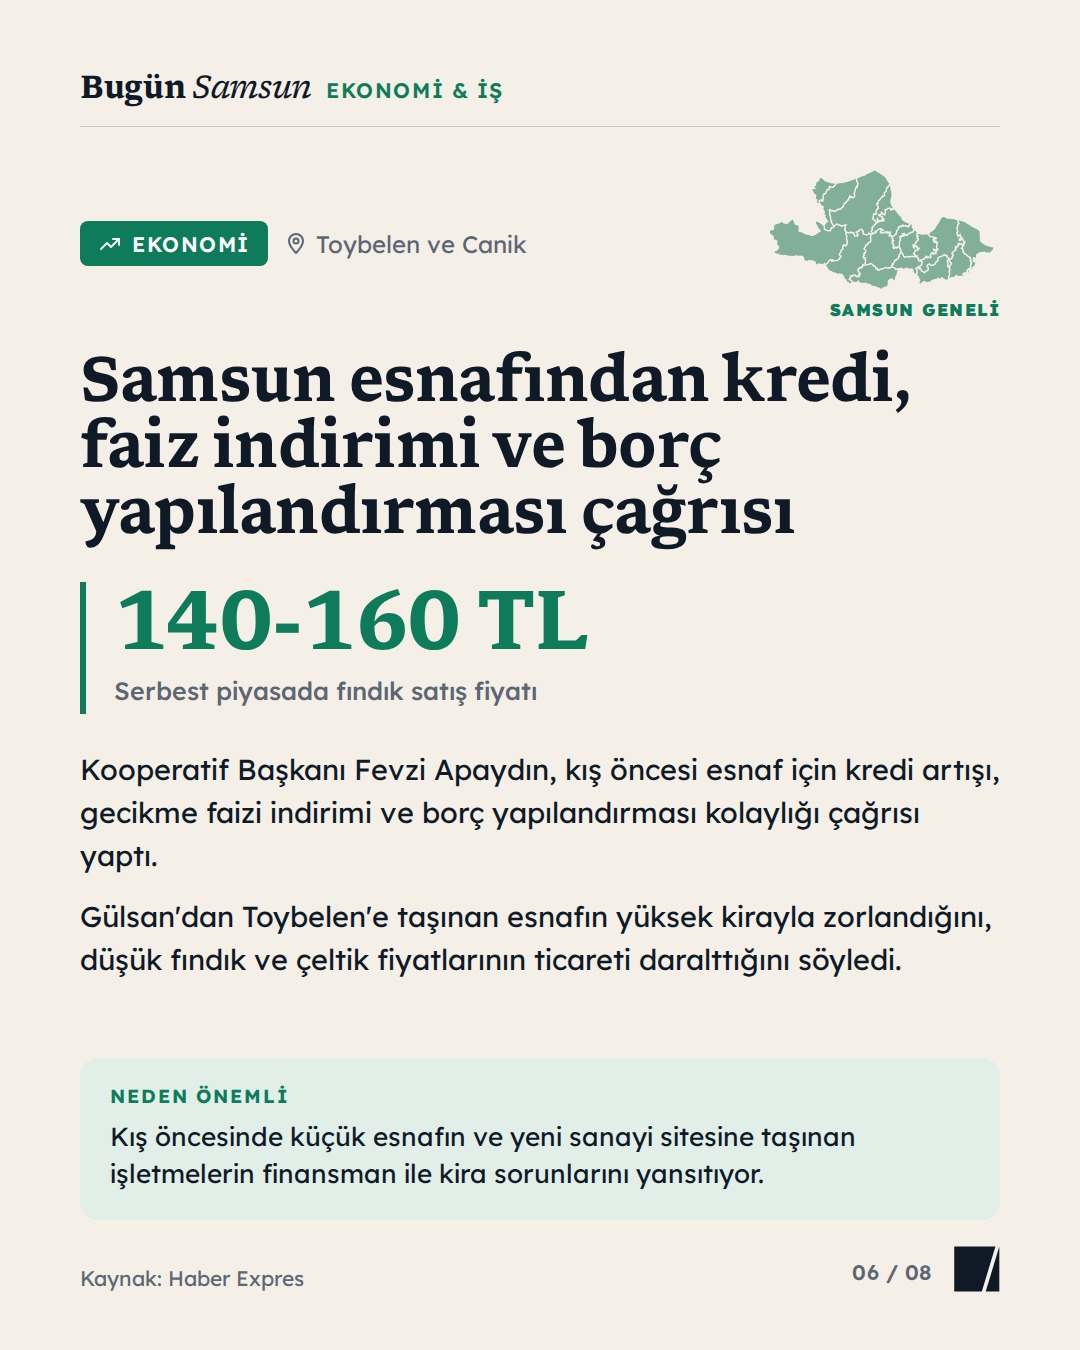 Bugün Samsun EKONOMİ & İŞ
EKONOMİ
Toybelen ve Canik
SAMSUN GENELİ
Samsun esnafından kredi,
faiz indirimi ve borç
yapılandırması çağrısı
140-160 TL
Serbest piyasada fındık satış fiyatı
Kooperatif Başkanı Fevzi Apaydın, kış öncesi esnaf için kredi artışı,
gecikme faizi indirimi ve borç yapılandırması kolaylığı çağrısı
yaptı.
Gülsan'dan Toybelen'e taşınan esnafın yüksek kirayla zorlandığını,
düşük fındık ve çeltik fiyatlarının ticareti daralttığını söyledi.
NEDEN ÖNEMLİ
Kış öncesinde küçük esnafın ve yeni sanayi sitesine taşınan
işletmelerin finansman ile kira sorunlarını yansıtıyor.
Kaynak: Haber Expres
06 / 08